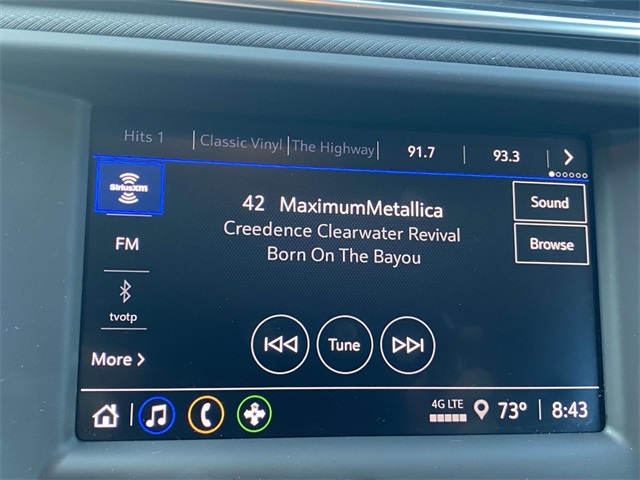 Hits 1 | Classic Vinyl | The Highway | 91.7 | 93.3 |
SiriusXM
42 MaximumMetallica
Sound
Creedence Clearwater Revival
FM
Browse
Born On The Bayou
tvotp
Tune
More >
4G LTE 73° | 8:43